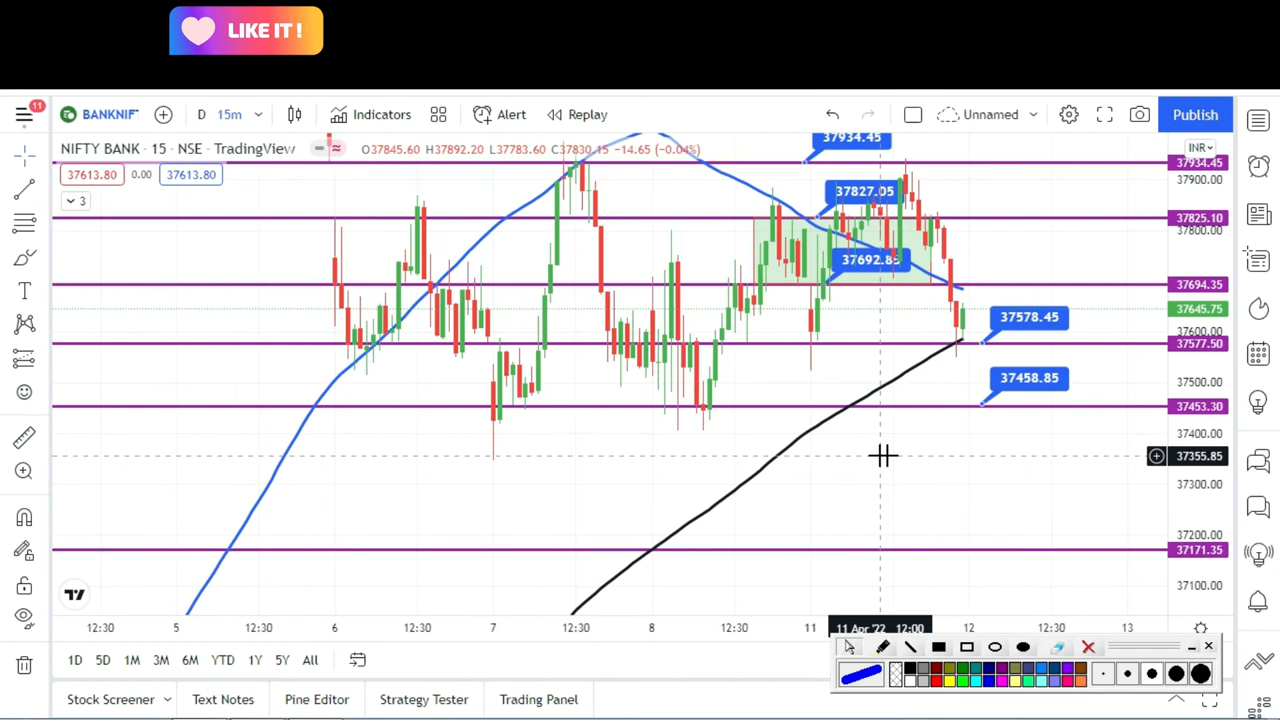 LIKE IT !
11
BANKNIF
D
15m
Indicators
Alert
Replay
Unnamed
Publish
NIFTY BANK · 15 · NSE · TradingView
O37845.60 H37892.20 L37783.60 C37830.15 −14.65 (−0.04%)
INR
37613.80
0.00
37613.80
3
37934.45
37827.05
37692.85
37578.45
37458.85
37934.45
37900.00
37825.10
37800.00
37694.35
37645.75
37600.00
37577.50
37500.00
37453.30
37400.00
37355.85
37300.00
37200.00
37171.35
37100.00
12:30
5
12:30
6
12:30
7
12:30
8
12:30
11
11 Apr '22 12:00
12
12:30
13
1D
5D
1M
3M
6M
YTD
1Y
5Y
All
Stock Screener
Text Notes
Pine Editor
Strategy Tester
Trading Panel